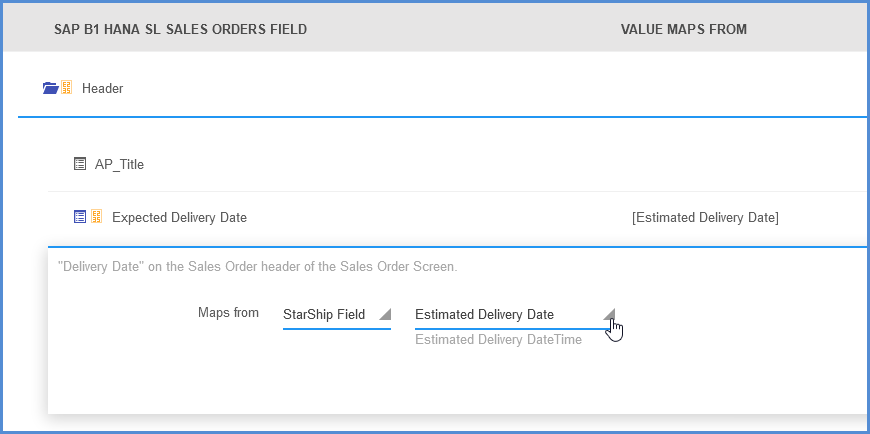 SAP B1 HANA SL SALES ORDERS FIELD VALUE MAPS FROM
Header
AP_Title
Expected Delivery Date [Estimated Delivery Date]
"Delivery Date" on the Sales Order header of the Sales Order Screen.
Maps from StarShip Field Estimated Delivery Date
Estimated Delivery DateTime